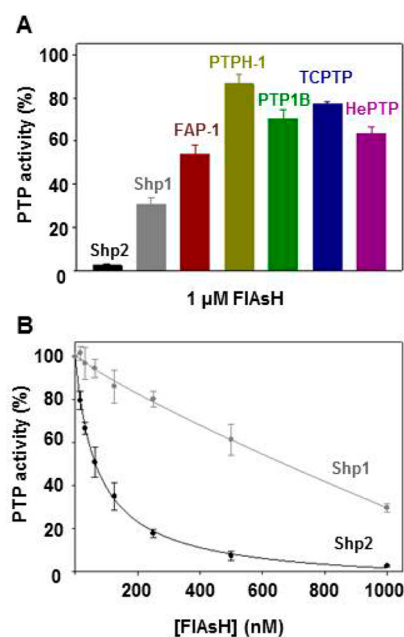 A
PTP activity (%)
100
80
60
40
20
0
Shp2
Shp1
FAP-1
PTPH-1
PTP1B
TCPTP
HePTP
1 µM FlAsH
B
PTP activity (%)
100
80
60
40
20
0
Shp1
Shp2
0 200 400 600 800 1000
[FlAsH] (nM)